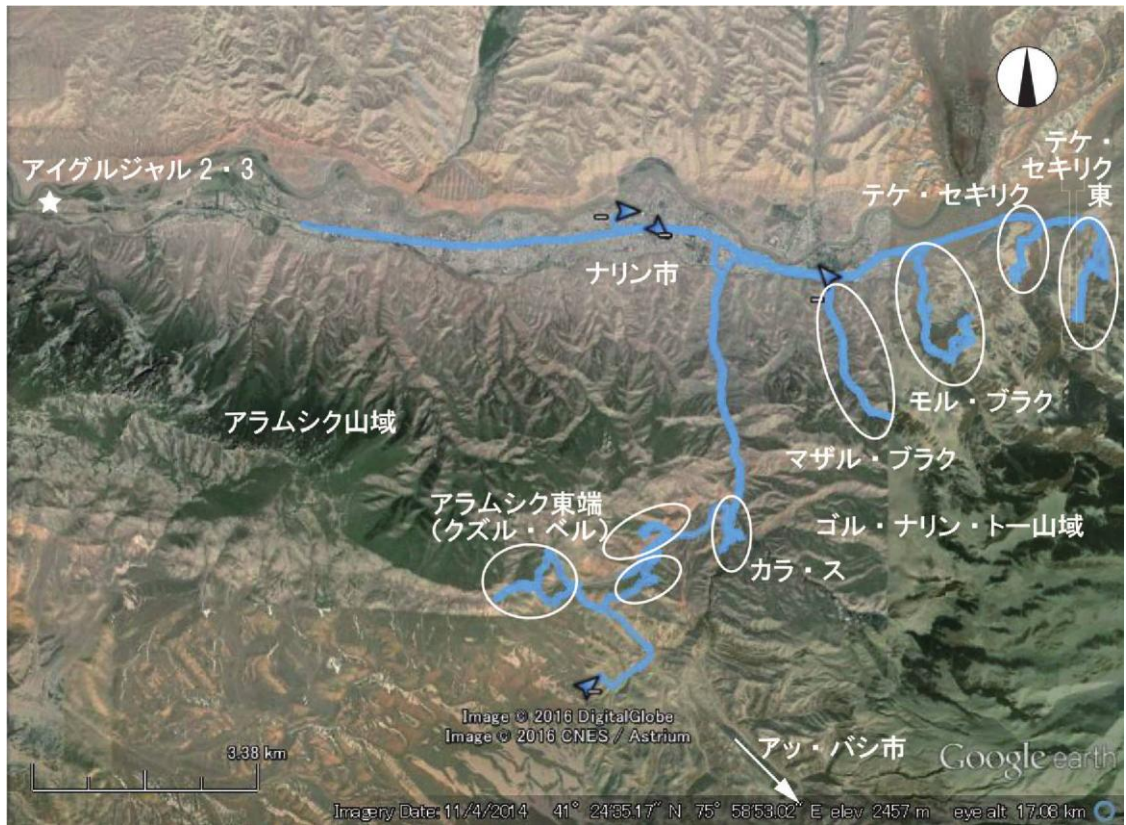 テケ・
セキリク
東
アイグルジャル 2・3
テケ・セキリク
ナリン市
モル・ブラク
アラムシク山域
マザル・ブラク
アラムシク東端
(クズル・ベル)
ゴル・ナリン・トー山域
カラ・ス
Image © 2016 DigitalGlobe
Image © 2016 CNES / Astrium
3.38 km
アッ・バシ市
Google earth
Imagery Date: 11/4/2014 41° 24'35.17" N 75° 58'53.02" E elev 2457 m eye alt 17.08 km